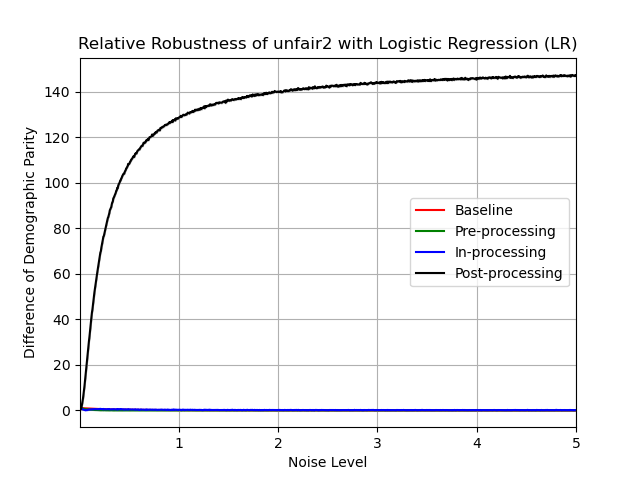 Relative Robustness of unfair2 with Logistic Regression (LR)
Difference of Demographic Parity
140
120
100
80
60
40
20
0
Baseline
Pre-processing
In-processing
Post-processing
1 2 3 4 5
Noise Level